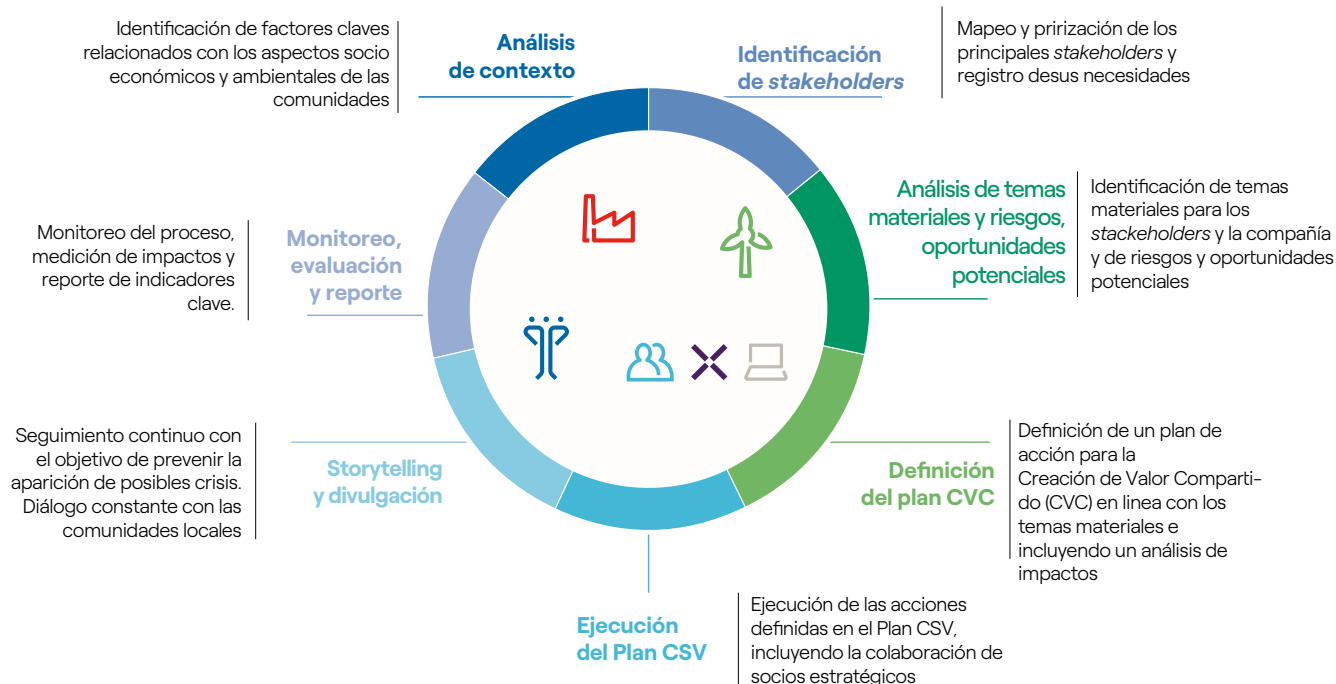 Análisis
de contexto
Identificación de factores claves
relacionados con los aspectos socio
económicos y ambientales de las
comunidades
Identificación
de stakeholders
Mapeo y prirización de los
principales stakeholders y
registro desus necesidades
Análisis de temas
materiales y riesgos,
oportunidades
potenciales
Identificación de temas
materiales para los
stackeholders y la compañía
y de riesgos y oportunidades
potenciales
Definición
del plan CVC
Definición de un plan de
acción para la
Creación de Valor Comparti-
do (CVC) en linea con los
temas materiales e
incluyendo un análisis de
impactos
Ejecución
del Plan CSV
Ejecución de las acciones
definidas en el Plan CSV,
incluyendo la colaboración de
socios estratégicos
Storytelling
y divulgación
Seguimiento continuo con
el objetivo de prevenir la
aparición de posibles crisis.
Diálogo constante con las
comunidades locales
Monitoreo,
evaluación
y reporte
Monitoreo del proceso,
medición de impactos y
reporte de indicadores
clave.